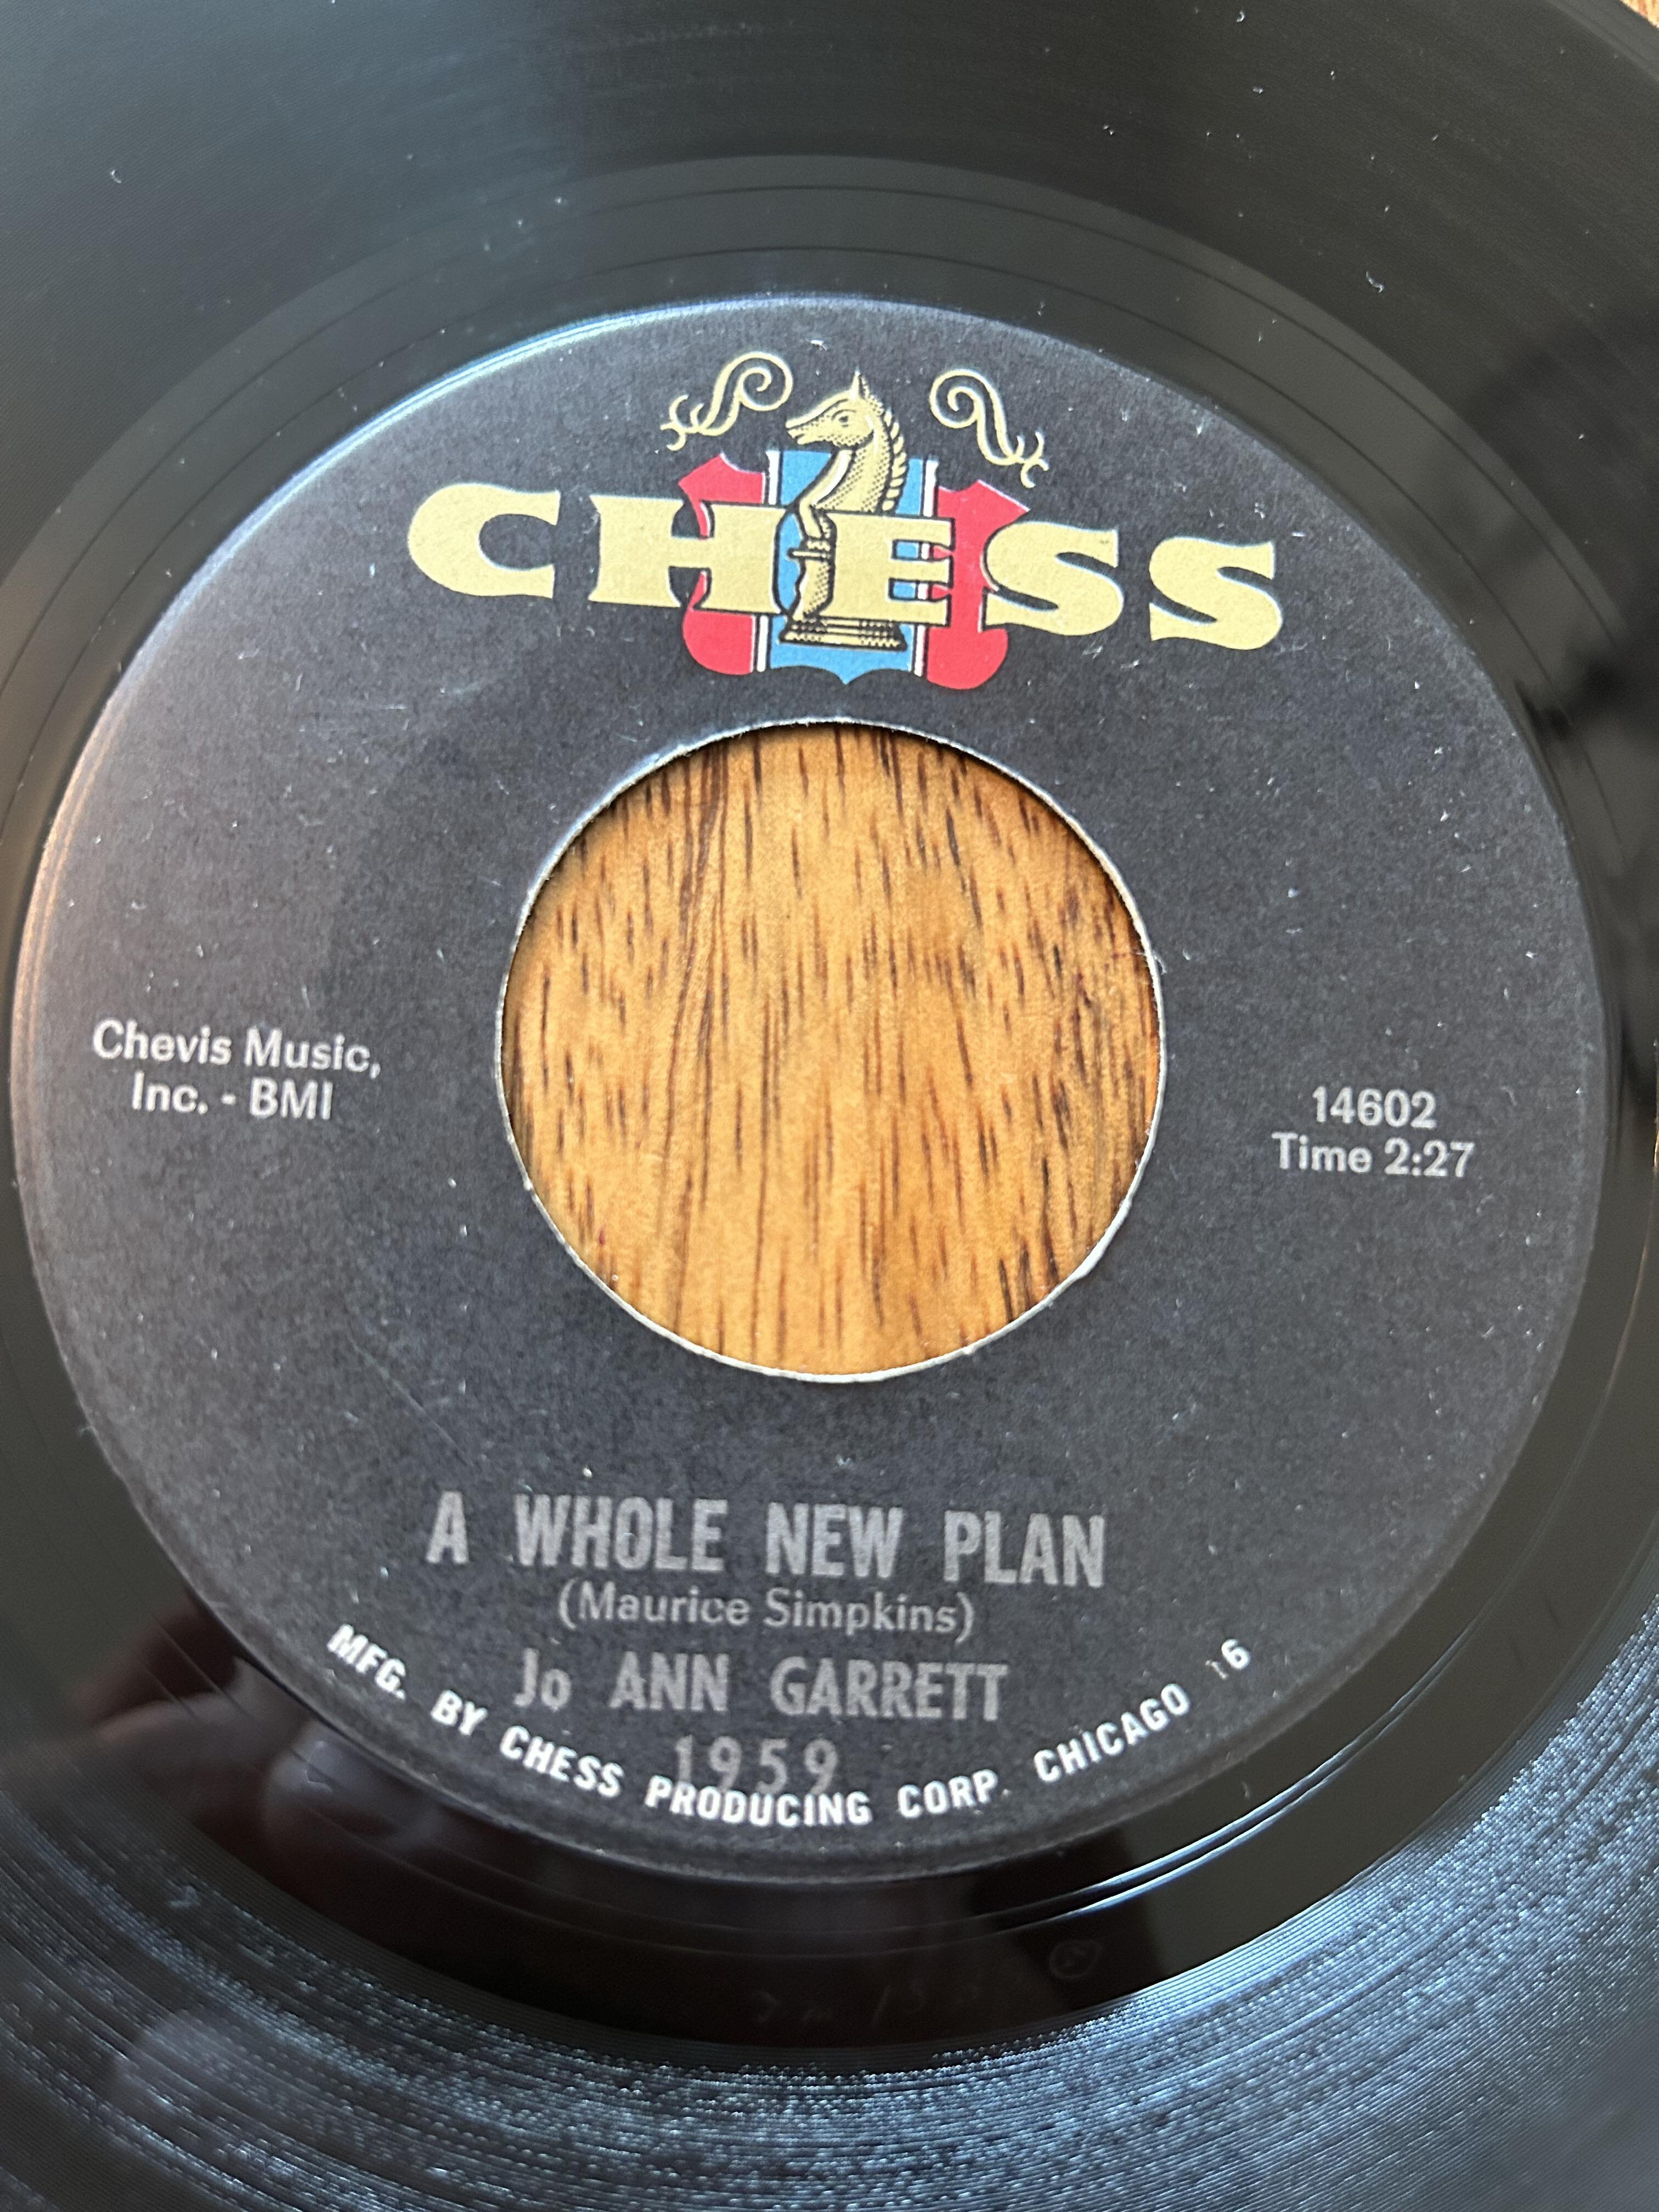 CHESS
Chevis Music,
Inc. - BMI
14602
Time 2:27
A WHOLE NEW PLAN
(Maurice Simpkins)
Jo ANN GARRETT
1959
MFG. BY CHESS PRODUCING CORP. CHICAGO 16